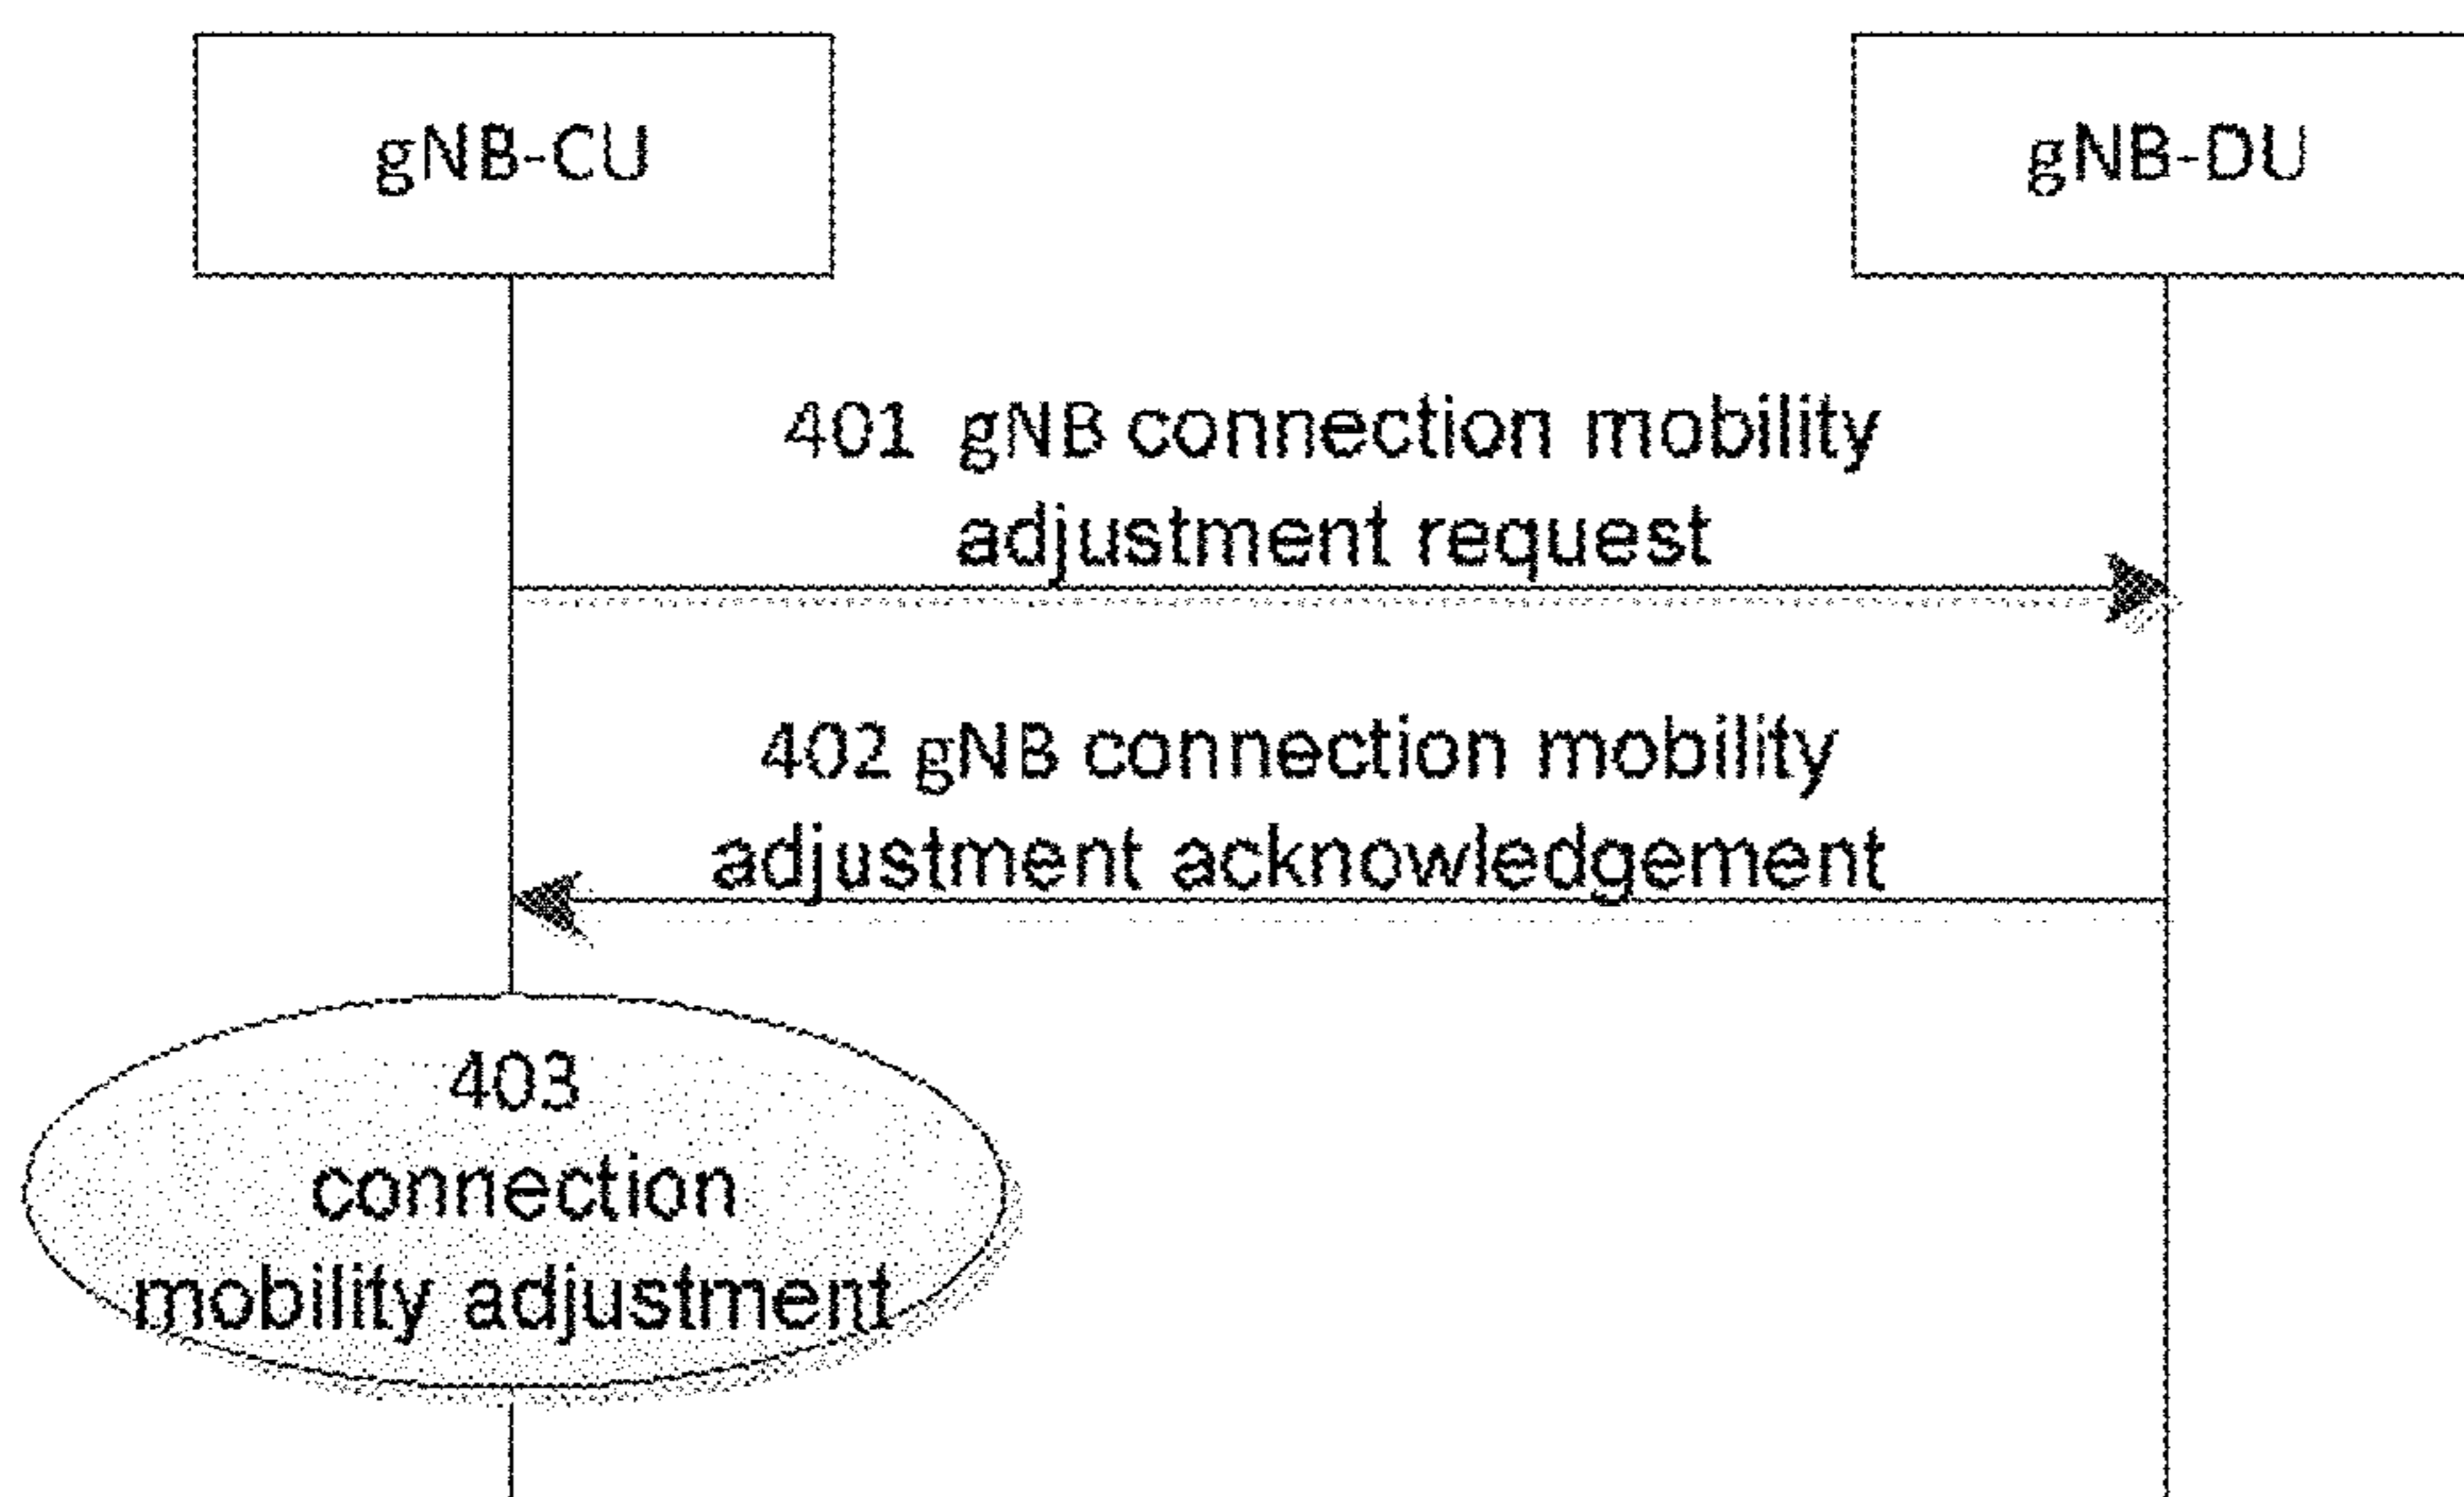 gNB-CU
gNB-DU
401 gNB connection mobility
adjustment request
402 gNB connection mobility
adjustment acknowledgement
403
connection
mobility adjustment